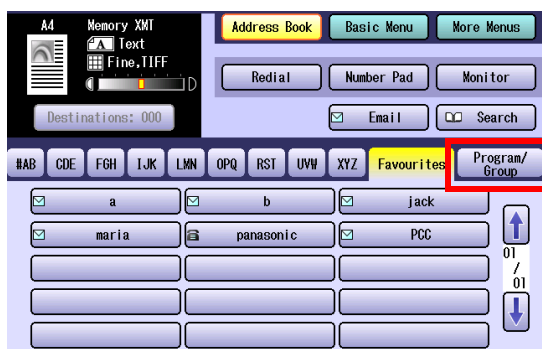 A4 Memory XMT
A Text
Fine,TIFF
D
Destinations: 000
Address Book Basic Menu More Menus
Redial Number Pad Monitor
Email Search
#AB CDE FGH IJK LMN OPQ RST UVW XYZ Favourites Program/
Group
a b jack
maria panasonic PCC
01
/
01